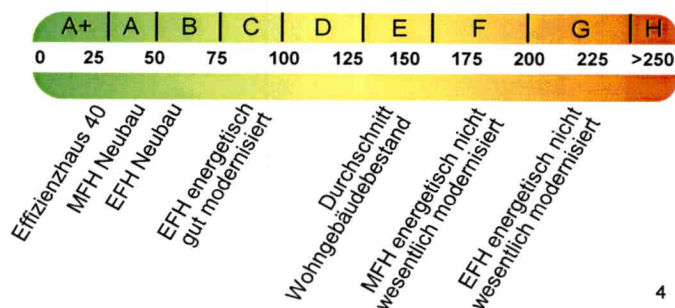 A+ A B C D E F G H
0 25 50 75 100 125 150 175 200 225 >250
Effizienzhaus 40
MFH Neubau
EFH Neubau
EFH energetisch
gut modernisiert
Durchschnitt
Wohngebäudebestand
MFH energetisch nicht
wesentlich modernisiert
EFH energetisch nicht
wesentlich modernisiert
4